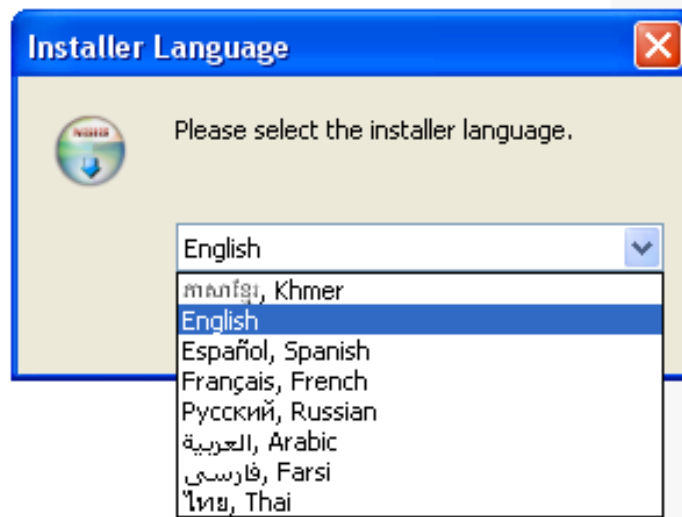 Installer Language
Please select the installer language.
English
ភាសាខ្មែរ, Khmer
English
Español, Spanish
Français, French
Русский, Russian
العربية, Arabic
فارسی, Farsi
ไทย, Thai